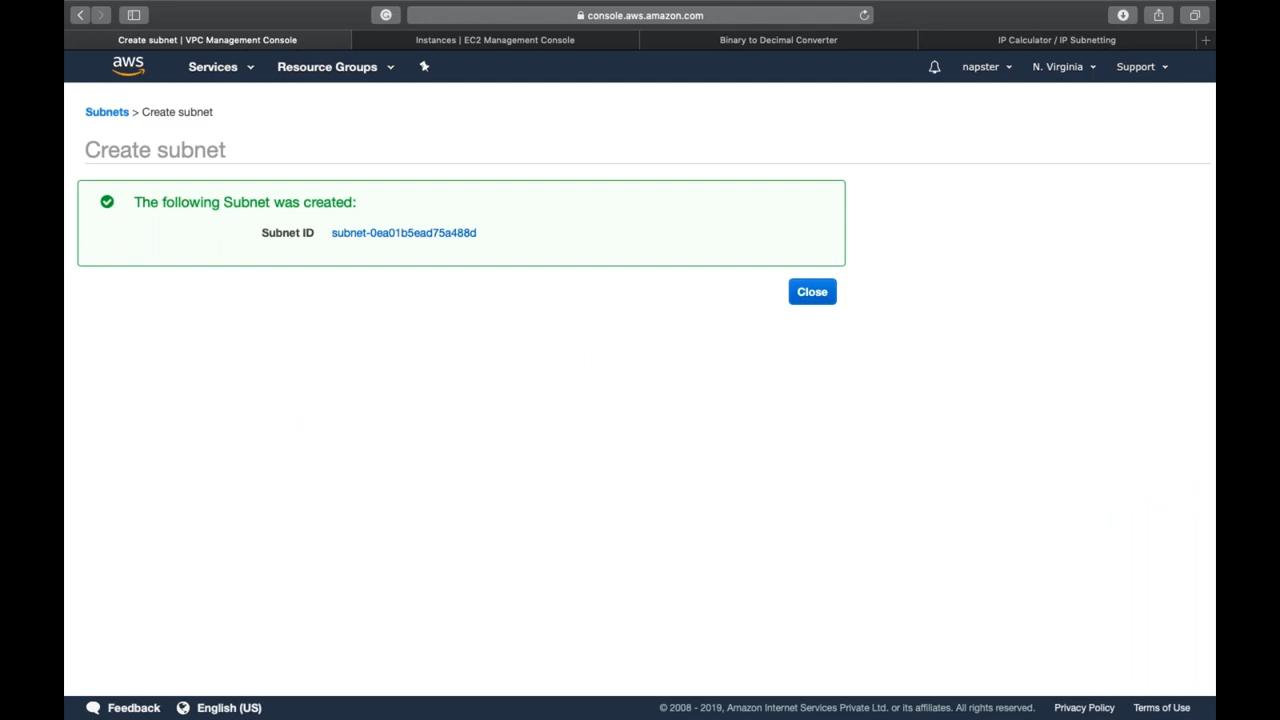 console.aws.amazon.com
Create subnet | VPC Management Console
Instances | EC2 Management Console
Binary to Decimal Converter
IP Calculator / IP Subnetting
aws
Services
Resource Groups
napster
N. Virginia
Support
Subnets > Create subnet
Create subnet
The following Subnet was created:
Subnet ID subnet-0ea01b5ead75a488d
Close
Feedback
English (US)
© 2008 - 2019, Amazon Internet Services Private Ltd. or its affiliates. All rights reserved.
Privacy Policy
Terms of Use